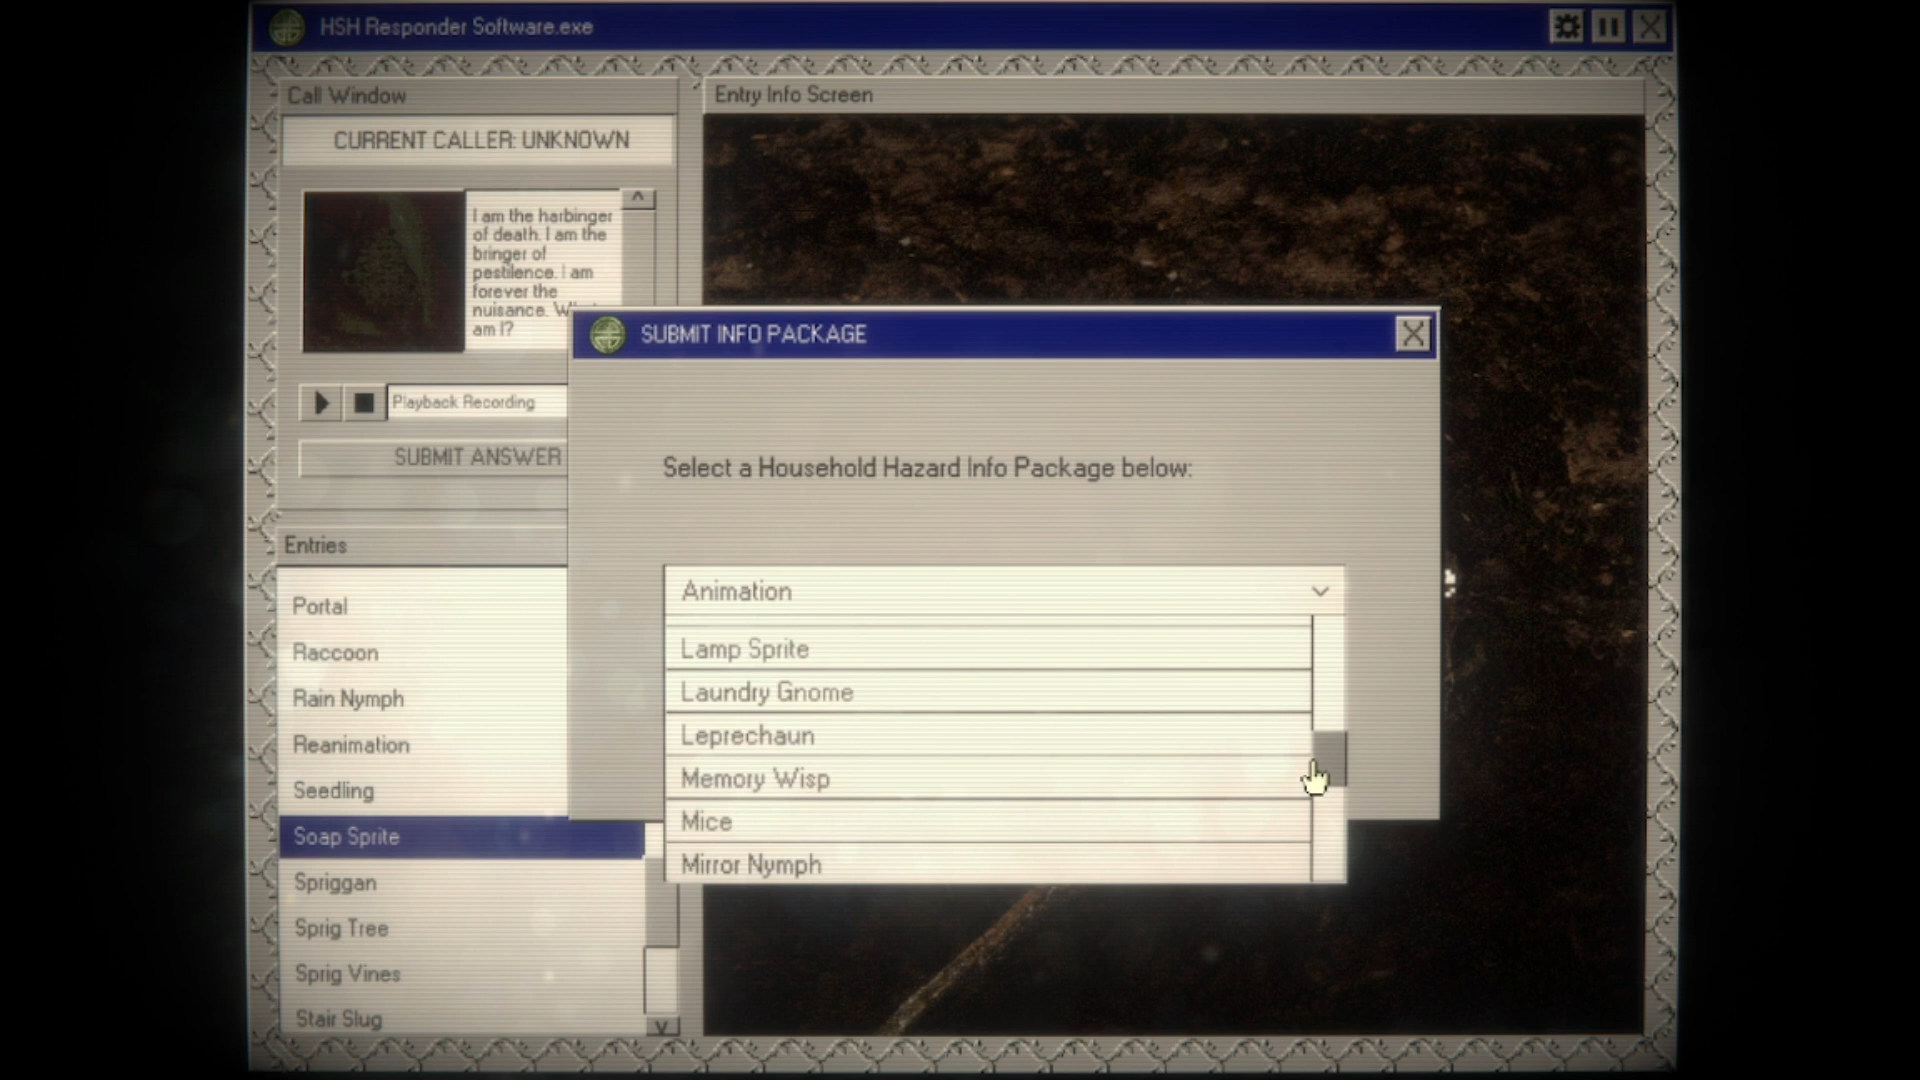 HSH Responder Software.exe
Call Window
CURRENT CALLER: UNKNOWN
I am the harbinger
of death. I am the
bringer of
pestilence. I am
forever the
nuisance.
am I?
Playback Recording
SUBMIT ANSWER
Entries
Portal
Raccoon
Rain Nymph
Reanimation
Seedling
Soap Sprite
Spriggan
Sprig Tree
Sprig Vines
Stair Slug
Entry Info Screen
SUBMIT INFO PACKAGE
Select a Household Hazard Info Package below:
Animation
Lamp Sprite
Laundry Gnome
Leprechaun
Memory Wisp
Mice
Mirror Nymph